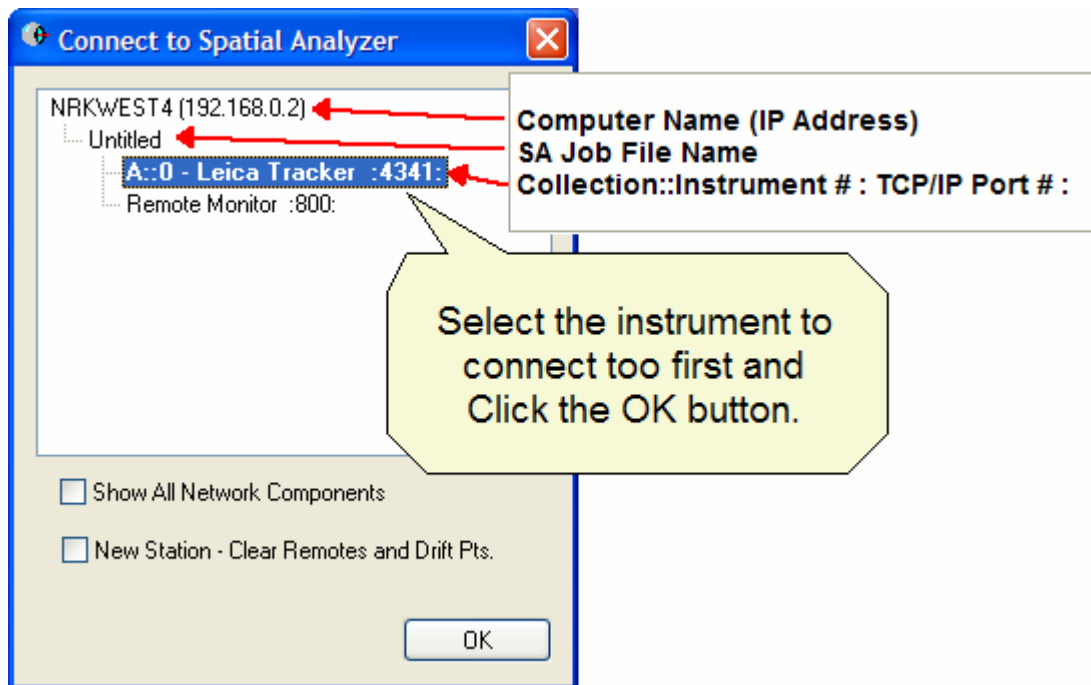 Connect to Spatial Analyzer
NRKWEST4 (192.168.0.2)
Untitled
A::0 - Leica Tracker :4341:
Remote Monitor :800:
Computer Name (IP Address)
SA Job File Name
Collection::Instrument # : TCP/IP Port # :
Select the instrument to
connect too first and
Click the OK button.
Show All Network Components
New Station - Clear Remotes and Drift Pts.
OK